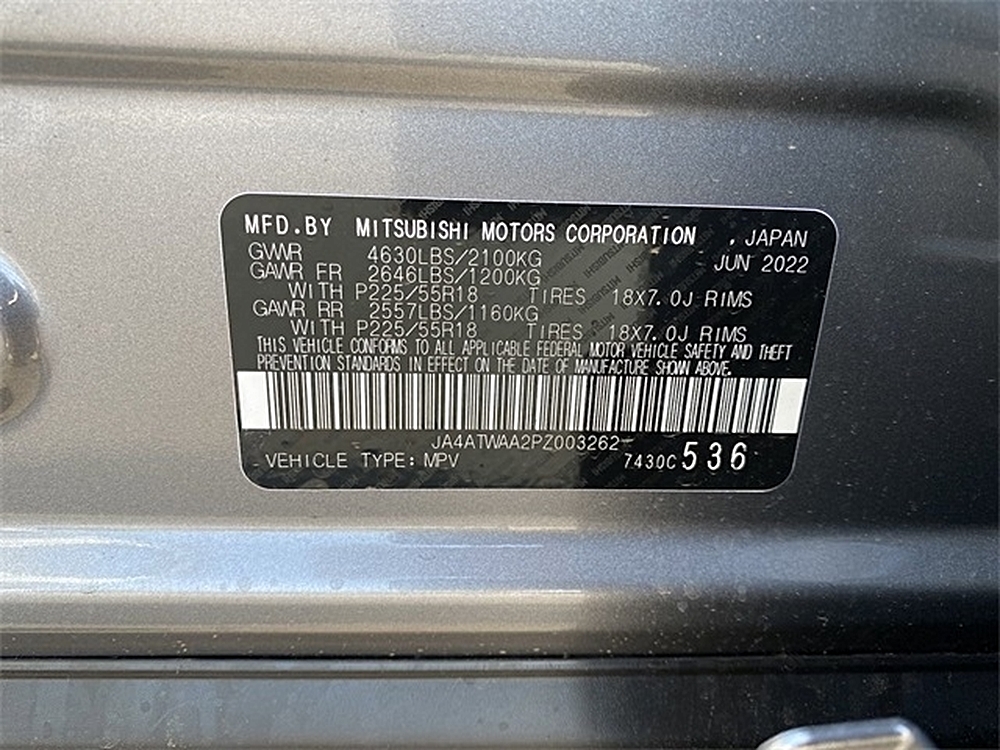 MFD.BY MITSUBISHI MOTORS CORPORATION , JAPAN
GVWR 4630LBS/2100KG JUN 2022
GAWR FR 2646LBS/1200KG
WITH P225/55R18 TIRES 18X7.0J RIMS
GAWR RR 2557LBS/1160KG
WITH P225/55R18 TIRES 18X7.0J RIMS
THIS VEHICLE CONFORMS TO ALL APPLICABLE FEDERAL MOTOR VEHICLE SAFETY AND THEFT
PREVENTION STANDARDS IN EFFECT ON THE DATE OF MANUFACTURE SHOWN ABOVE.
JA4ATWAA2PZ003262
VEHICLE TYPE: MPV 7430C 536